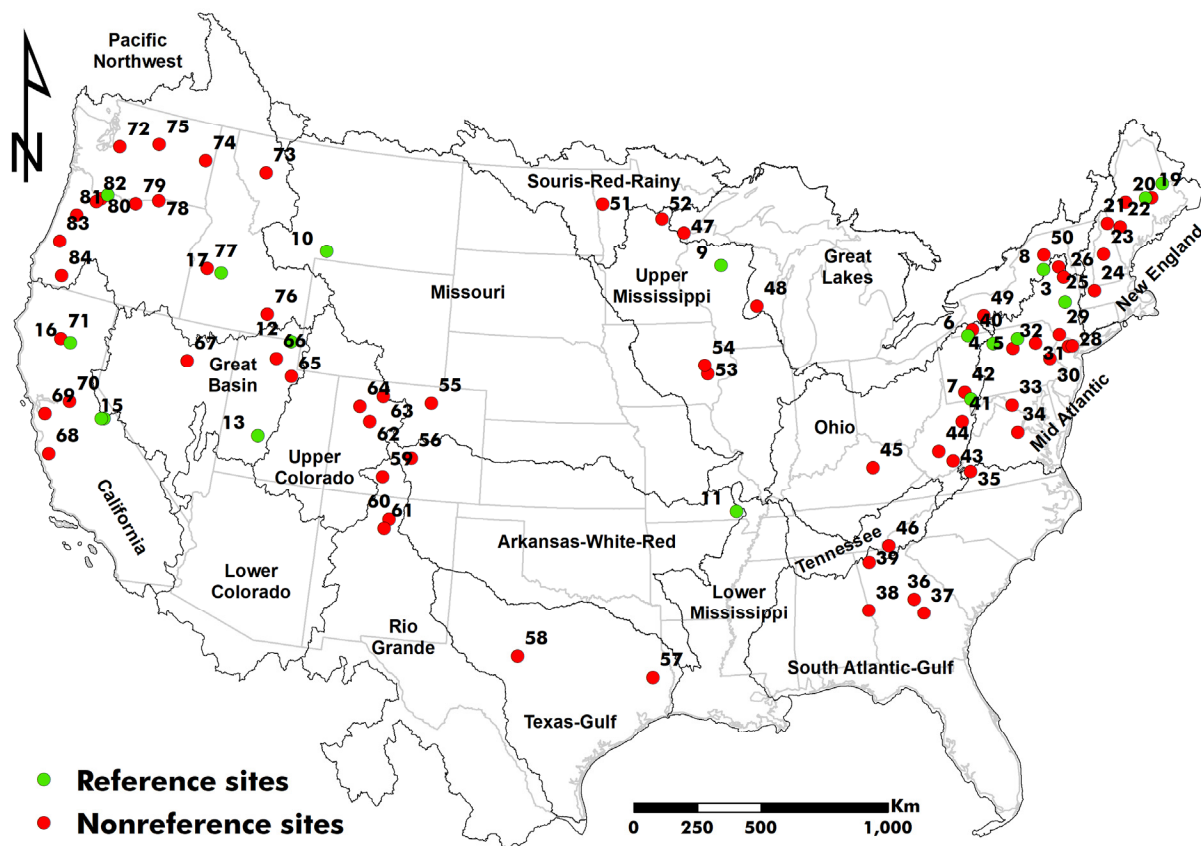 Pacific
Northwest
N
72
75
74
73
82
81
80
79
78
83
84
10
17
77
76
12
66
65
16
71
67
Great
Basin
70
69
15
68
13
California
64
63
62
55
56
59
60
61
Upper
Colorado
Lower
Colorado
Missouri
Souris-Red-Rainy
51
52
47
9
48
Upper
Mississippi
Great
Lakes
54
53
11
Arkansas-White-Red
Lower
Mississippi
Rio
Grande
58
57
Texas-Gulf
Ohio
45
Tennessee
46
39
38
36
37
South Atlantic-Gulf
19
20
21
22
23
24
New England
50
8
26
25
3
49
6
40
4
5
32
29
28
31
30
42
7
41
33
34
Mid Atlantic
44
43
35
Reference sites
Nonreference sites
Km
0
250
500
1,000